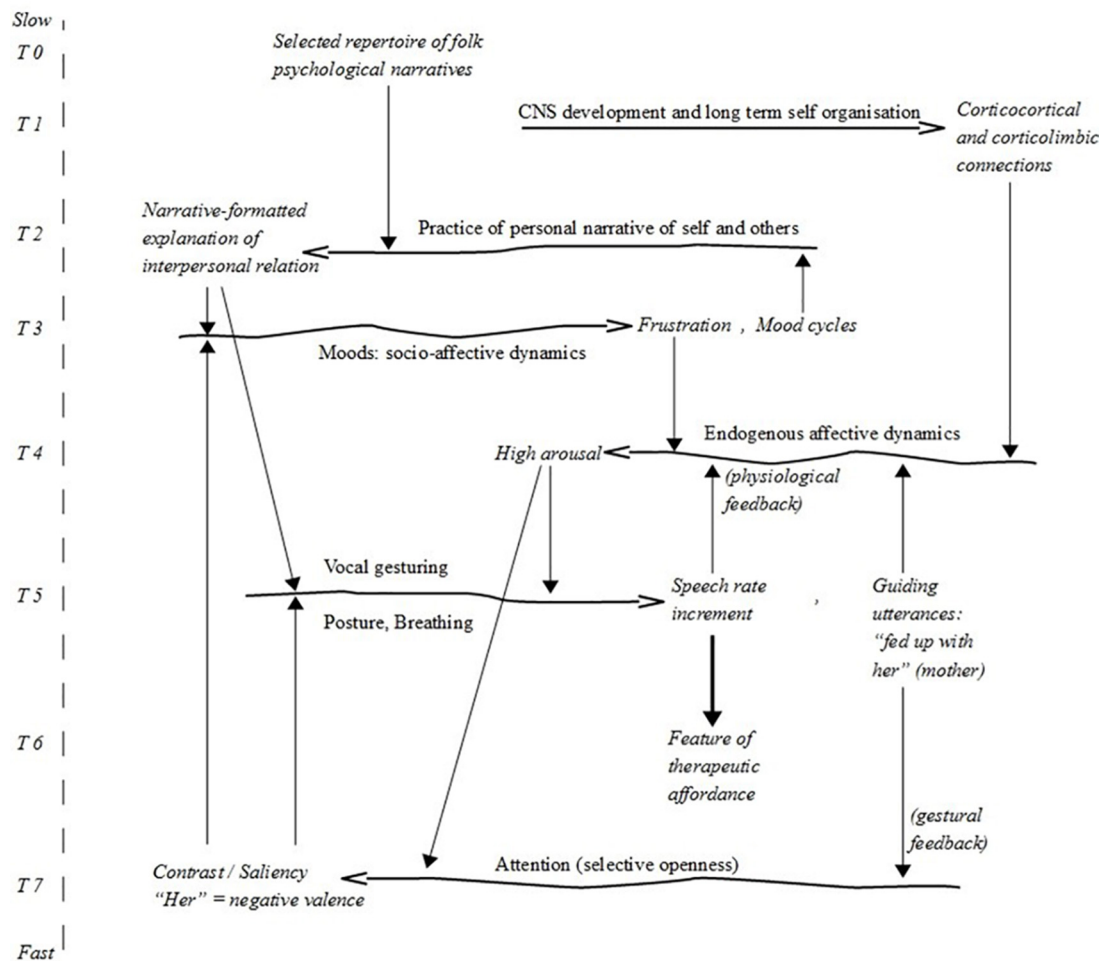 Slow
T 0
Selected repertoire of folk
psychological narratives
T 1
CNS development and long term self organisation
Corticocortical
and corticolimbic
connections
Narrative-formatted
explanation of
interpersonal relation
T 2
Practice of personal narrative of self and others
T 3
Frustration , Mood cycles
Moods: socio-affective dynamics
T 4
High arousal
Endogenous affective dynamics
(physiological
feedback)
Vocal gesturing
T 5
Posture, Breathing
Speech rate
increment
,
Guiding
utterances:
“fed up with
her” (mother)
T 6
Feature of
therapeutic
affordance
(gestural
feedback)
T 7
Contrast / Saliency
“Her” = negative valence
Attention (selective openness)
Fast